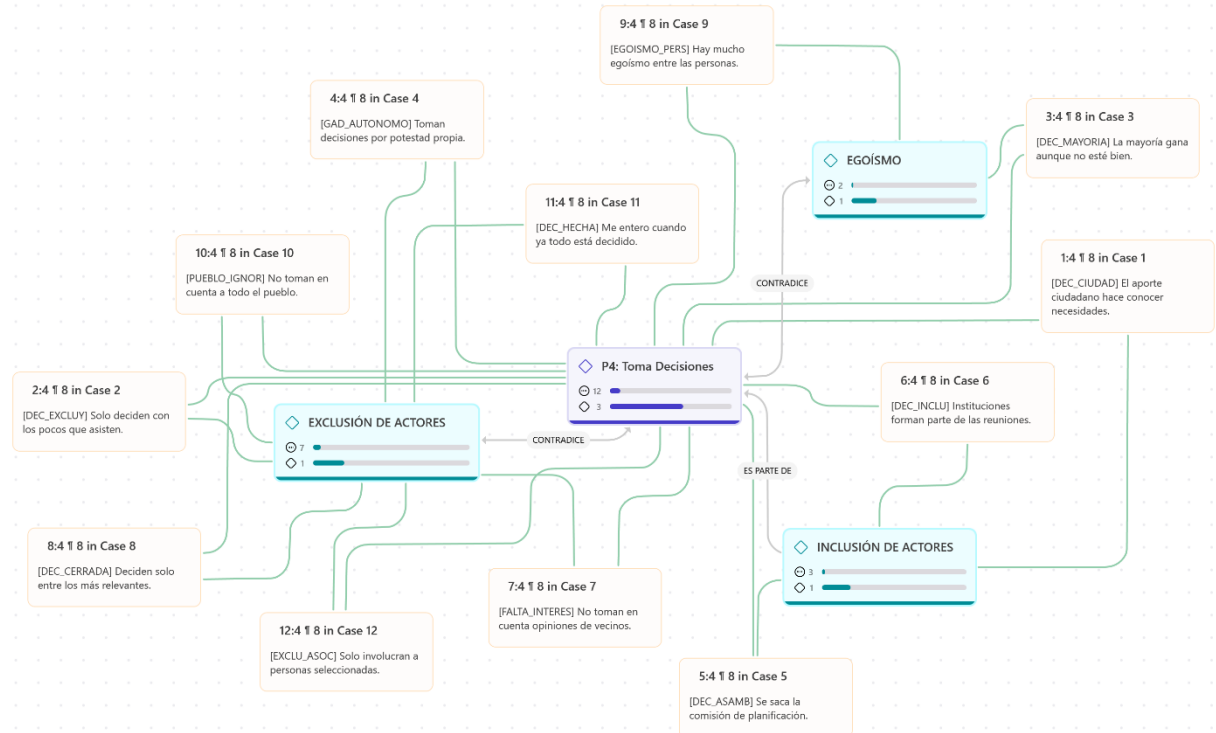 9:4 ¶ 8 in Case 9
[EGOISMO_PERS] Hay mucho
egoísmo entre las personas.
4:4 ¶ 8 in Case 4
[GAD_AUTONOMO] Toman
decisiones por potestad propia.
3:4 ¶ 8 in Case 3
[DEC_MAYORIA] La mayoría gana
aunque no esté bien.
EGOÍSMO
2
1
11:4 ¶ 8 in Case 11
[DEC_HECHA] Me entero cuando
ya todo está decidido.
10:4 ¶ 8 in Case 10
[PUEBLO_IGNOR] No toman en
cuenta a todo el pueblo.
1:4 ¶ 8 in Case 1
[DEC_CIUDAD] El aporte
ciudadano hace conocer
necesidades.
CONTRADICE
P4: Toma Decisiones
12
3
2:4 ¶ 8 in Case 2
[DEC_EXCLUY] Solo deciden con
los pocos que asisten.
6:4 ¶ 8 in Case 6
[DEC_INCLU] Instituciones
forman parte de las reuniones.
EXCLUSIÓN DE ACTORES
7
1
CONTRADICE
ES PARTE DE
8:4 ¶ 8 in Case 8
[DEC_CERRADA] Deciden solo
entre los más relevantes.
INCLUSIÓN DE ACTORES
3
1
7:4 ¶ 8 in Case 7
[FALTA_INTERES] No toman en
cuenta opiniones de vecinos.
12:4 ¶ 8 in Case 12
[EXCLU_ASOC] Solo involucran a
personas seleccionadas.
5:4 ¶ 8 in Case 5
[DEC_ASAMB] Se saca la
comisión de planificación.